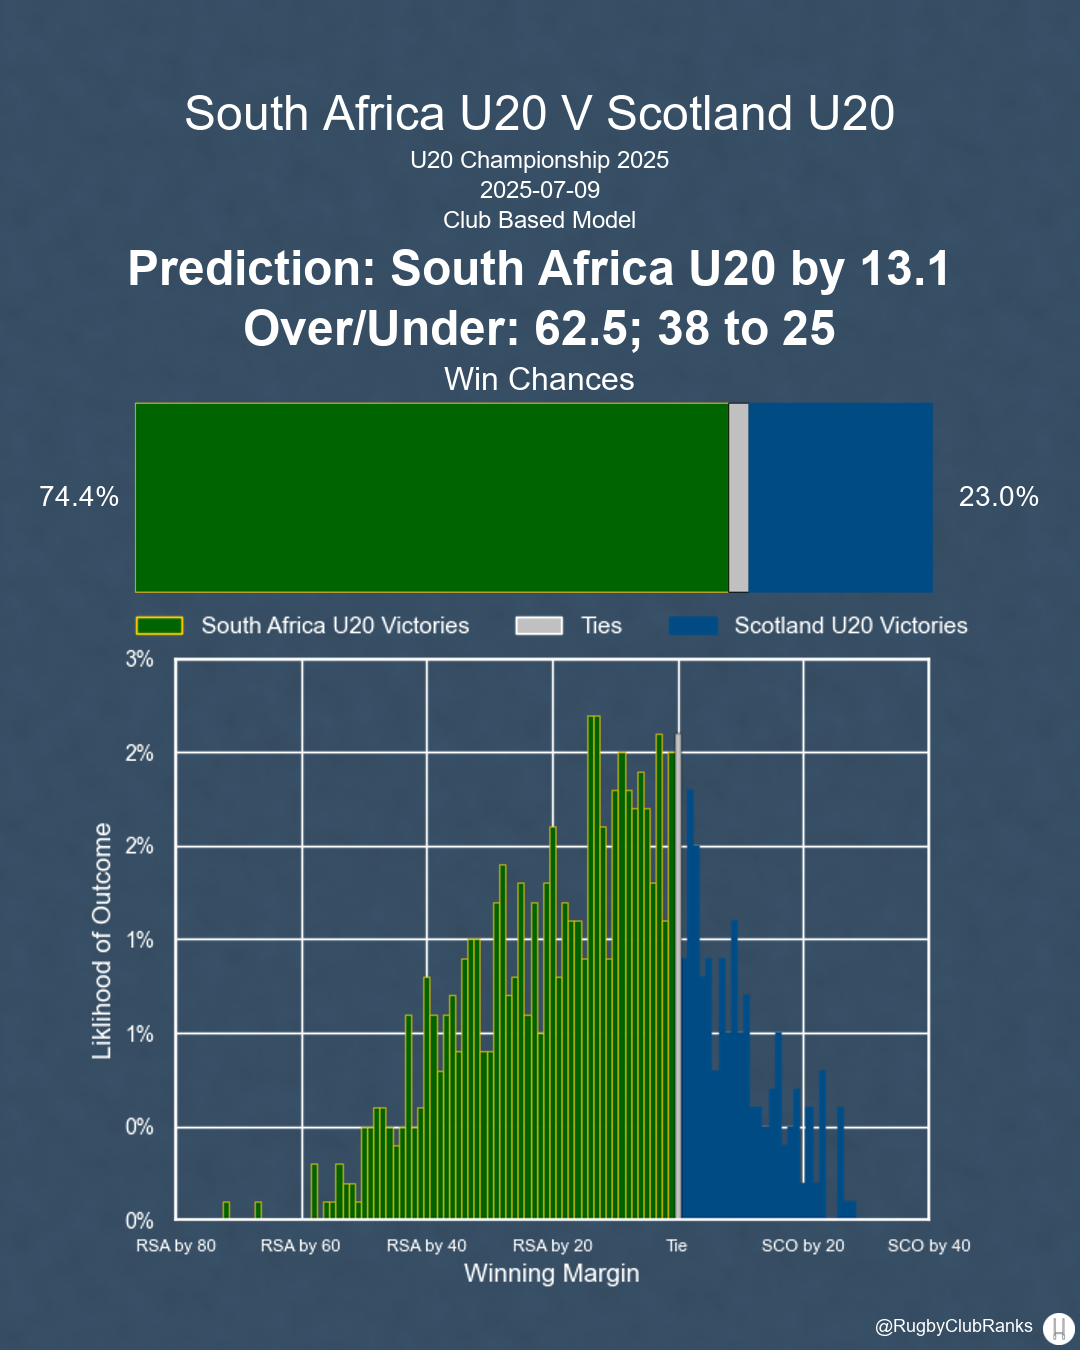 South Africa U20 V Scotland U20
U20 Championship 2025
2025-07-09
Club Based Model
Prediction: South Africa U20 by 13.1
Over/Under: 62.5; 38 to 25
Win Chances
74.4%
23.0%
South Africa U20 Victories
Ties
Scotland U20 Victories
3%
2%
2%
1%
1%
0%
0%
Liklihood of Outcome
RSA by 80
RSA by 60
RSA by 40
RSA by 20
Tie
SCO by 20
SCO by 40
Winning Margin
@RugbyClubRanks